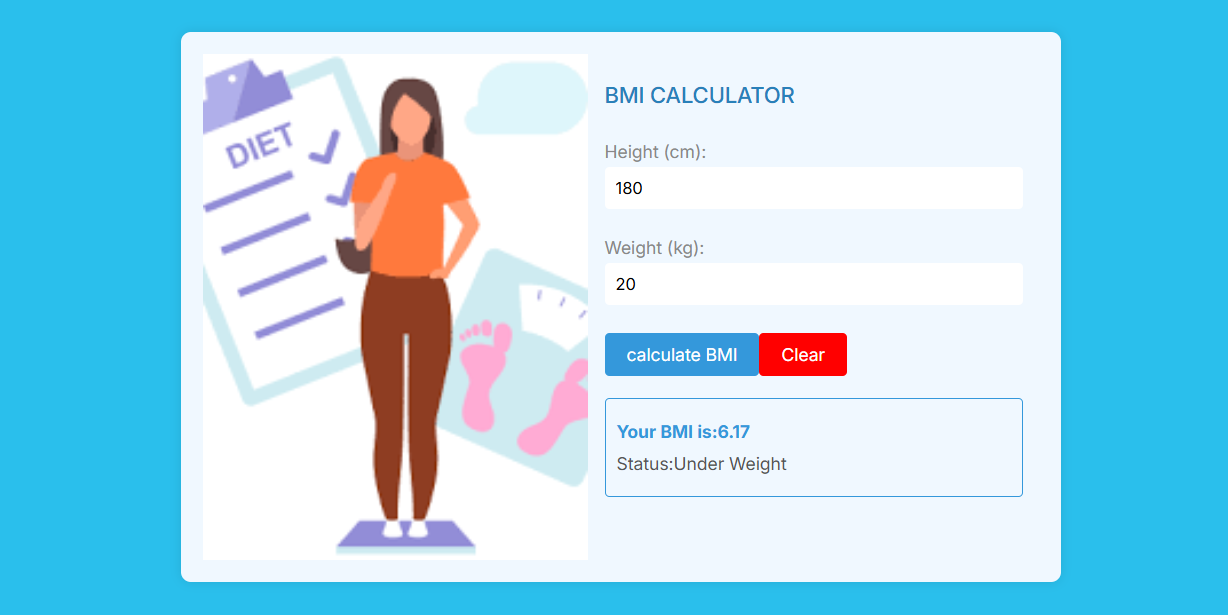 DIET
BMI CALCULATOR
Height (cm):
180
Weight (kg):
20
calculate BMI Clear
Your BMI is:6.17
Status:Under Weight